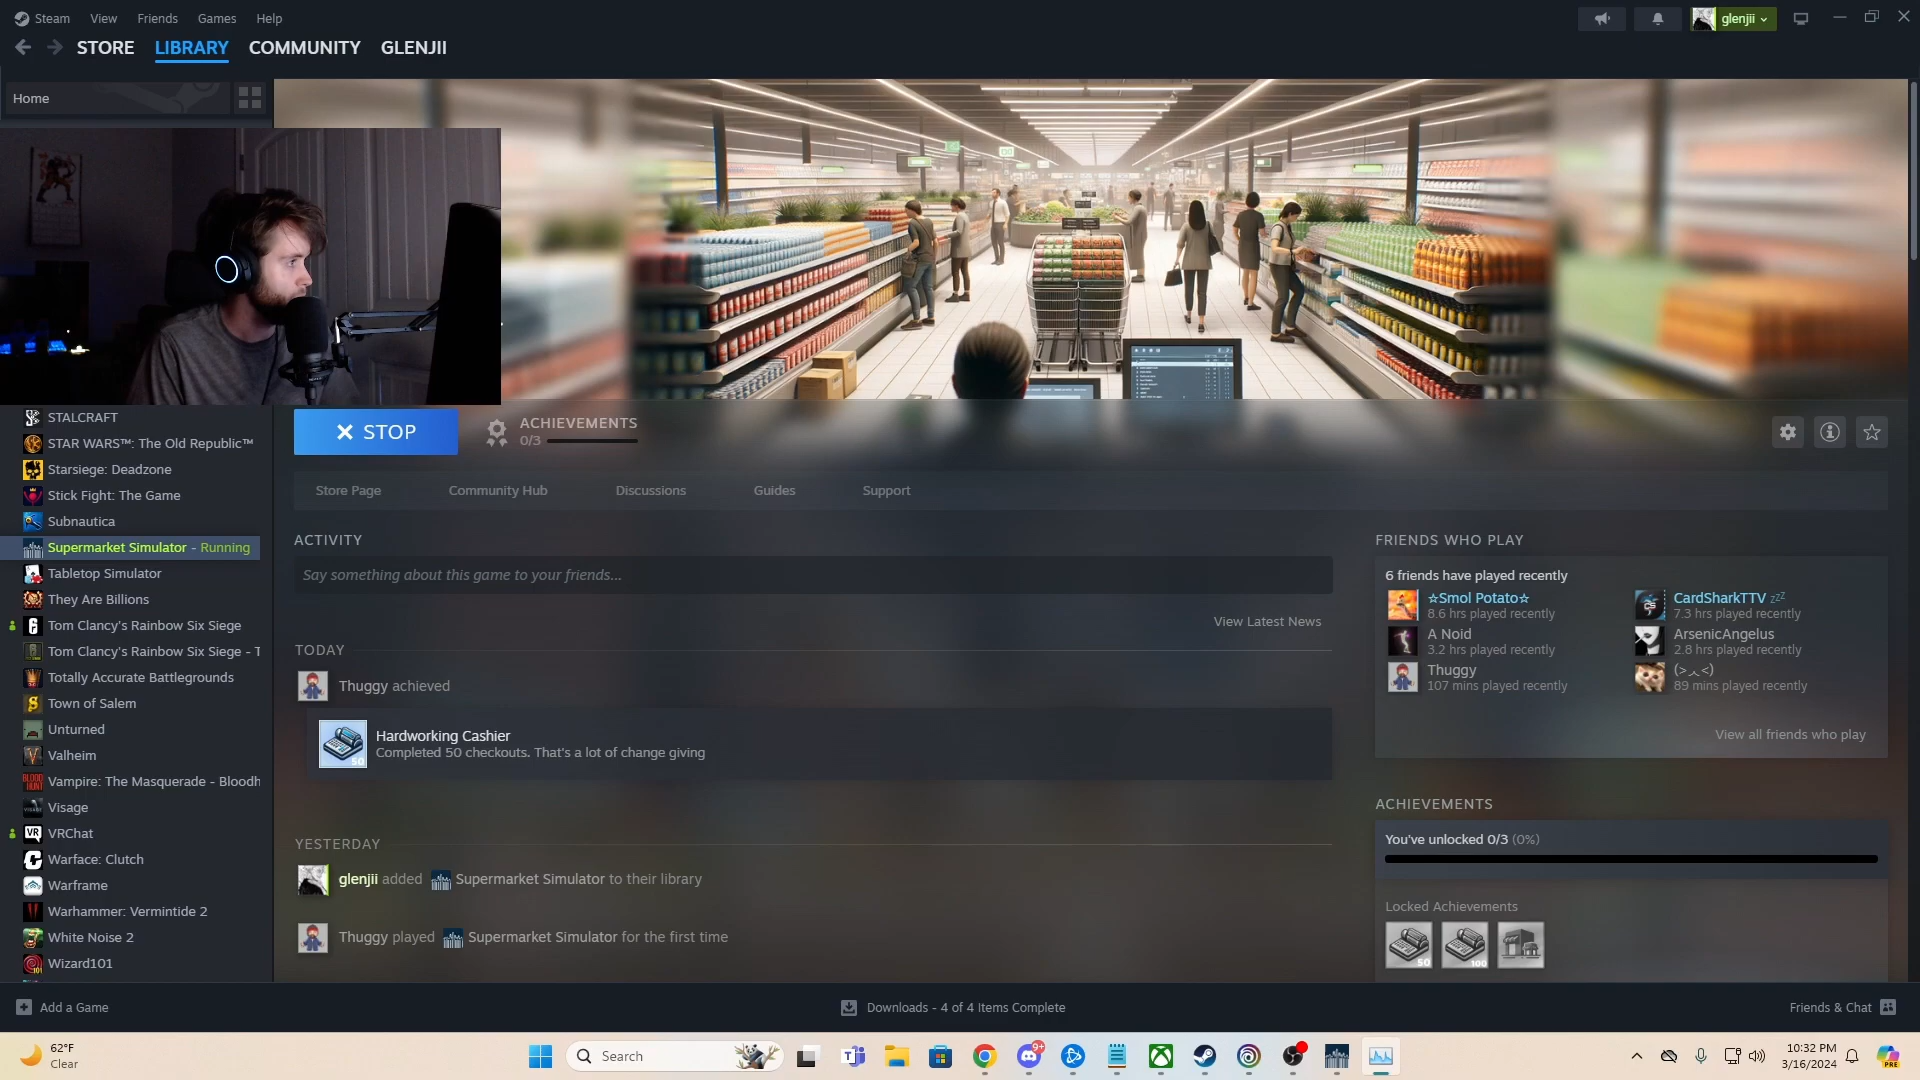 Steam View Friends Games Help
glenjii
STORE LIBRARY COMMUNITY GLENJII
Home
STALCRAFT
STAR WARS™: The Old Republic™
Starsiege: Deadzone
Stick Fight: The Game
Subnautica
Supermarket Simulator - Running
Tabletop Simulator
They Are Billions
Tom Clancy's Rainbow Six Siege
Tom Clancy's Rainbow Six Siege - T
Totally Accurate Battlegrounds
Town of Salem
Unturned
Valheim
Vampire: The Masquerade - Bloodh
Visage
VRChat
Warface: Clutch
Warframe
Warhammer: Vermintide 2
White Noise 2
Wizard101
STOP
ACHIEVEMENTS
0/3
Store Page Community Hub Discussions Guides Support
ACTIVITY
Say something about this game to your friends...
View Latest News
TODAY
Thuggy achieved
50
Hardworking Cashier
Completed 50 checkouts. That's a lot of change giving
YESTERDAY
glenjii added Supermarket Simulator to their library
Thuggy played Supermarket Simulator for the first time
FRIENDS WHO PLAY
6 friends have played recently
☆Smol Potato☆
8.6 hrs played recently
CardSharkTTV zzz
7.3 hrs played recently
A Noid
3.2 hrs played recently
ArsenicAngelus
2.8 hrs played recently
Thuggy
107 mins played recently
(>ㅅ<)
89 mins played recently
View all friends who play
ACHIEVEMENTS
You've unlocked 0/3 (0%)
Locked Achievements
50
100
Add a Game
Downloads - 4 of 4 Items Complete
Friends & Chat
62°F
Clear
Search
9+
10:32 PM
3/16/2024
PRE